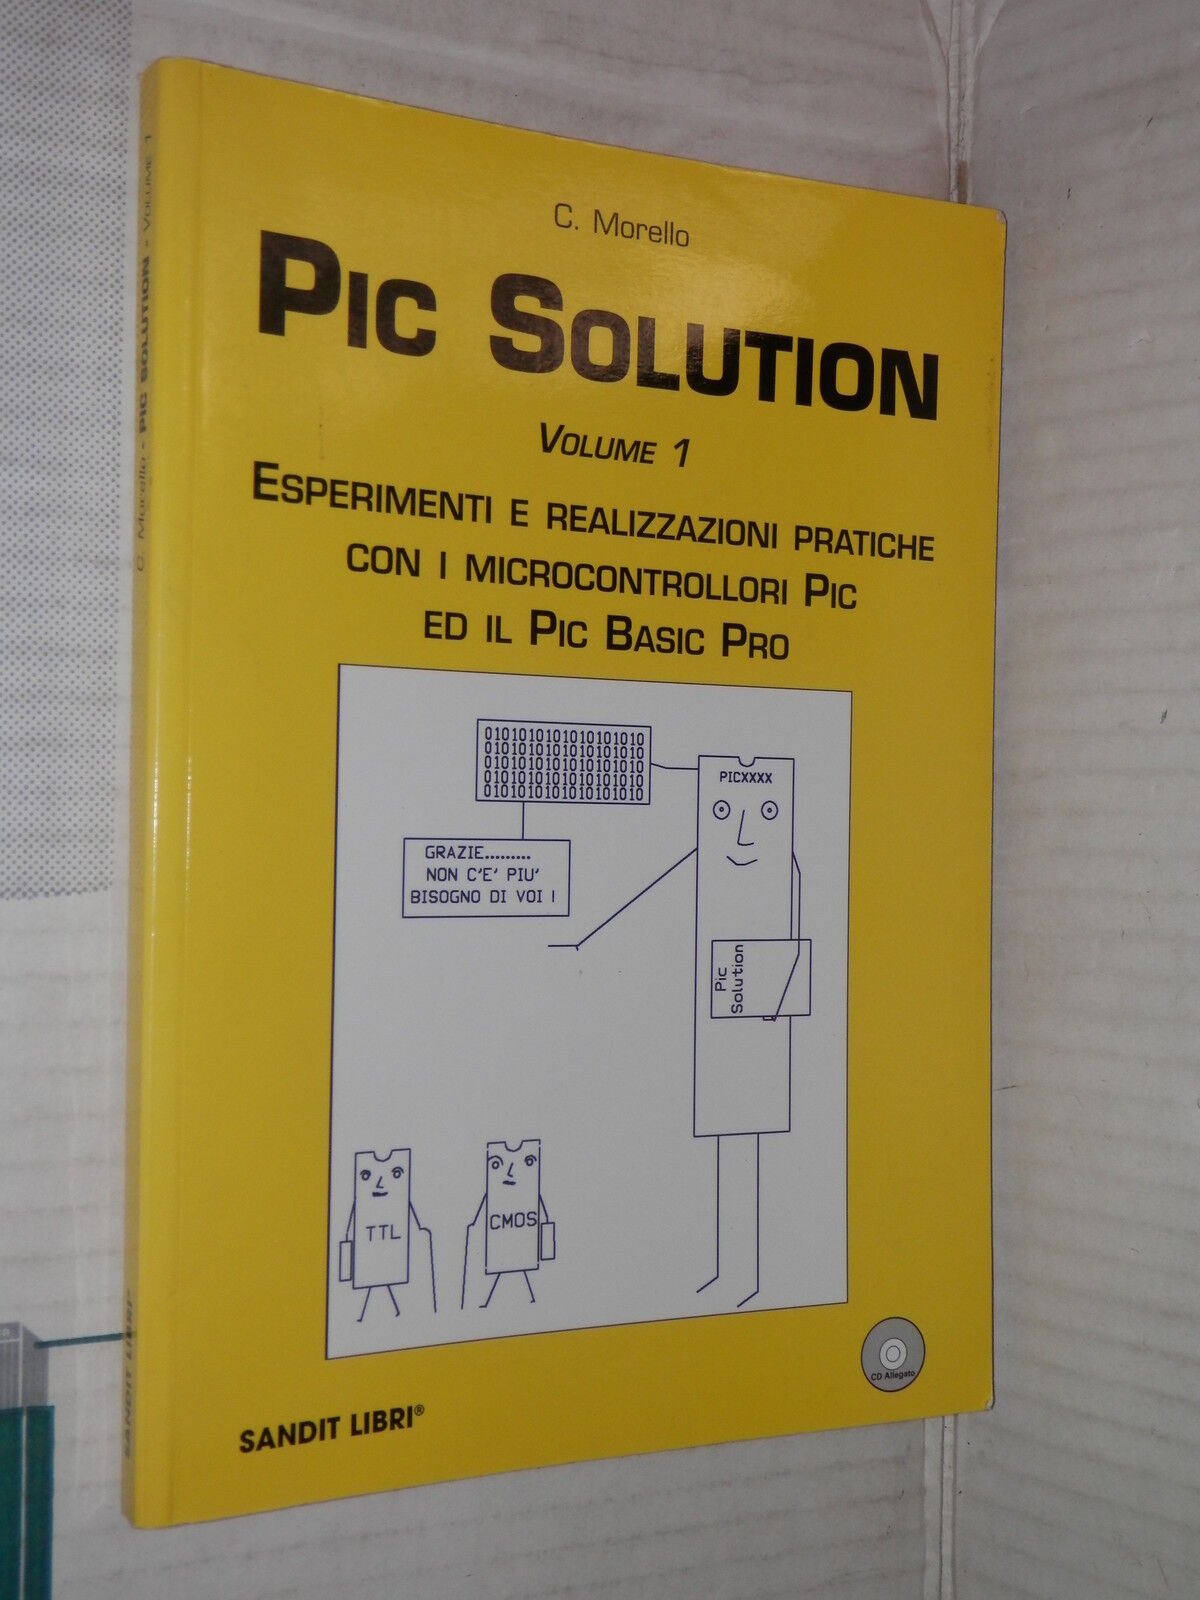 C. Morello
PIC SOLUTION
VOLUME 1
ESPERIMENTI E REALIZZAZIONI PRATICHE
CON I MICROCONTROLLORI PIC
ED IL PIC BASIC PRO
0101010101010101010
0101010101010101010
0101010101010101010
0101010101010101010
0101010101010101010
PICXXXX
GRAZIE.........
NON C'E' PIU'
BISOGNO DI VOI !
Pic
Solution
TTL
CMOS
CD Allegato
SANDIT LIBRI®
C. Morello - PIC SOLUTION - VOLUME 1
SANDIT LIBRI